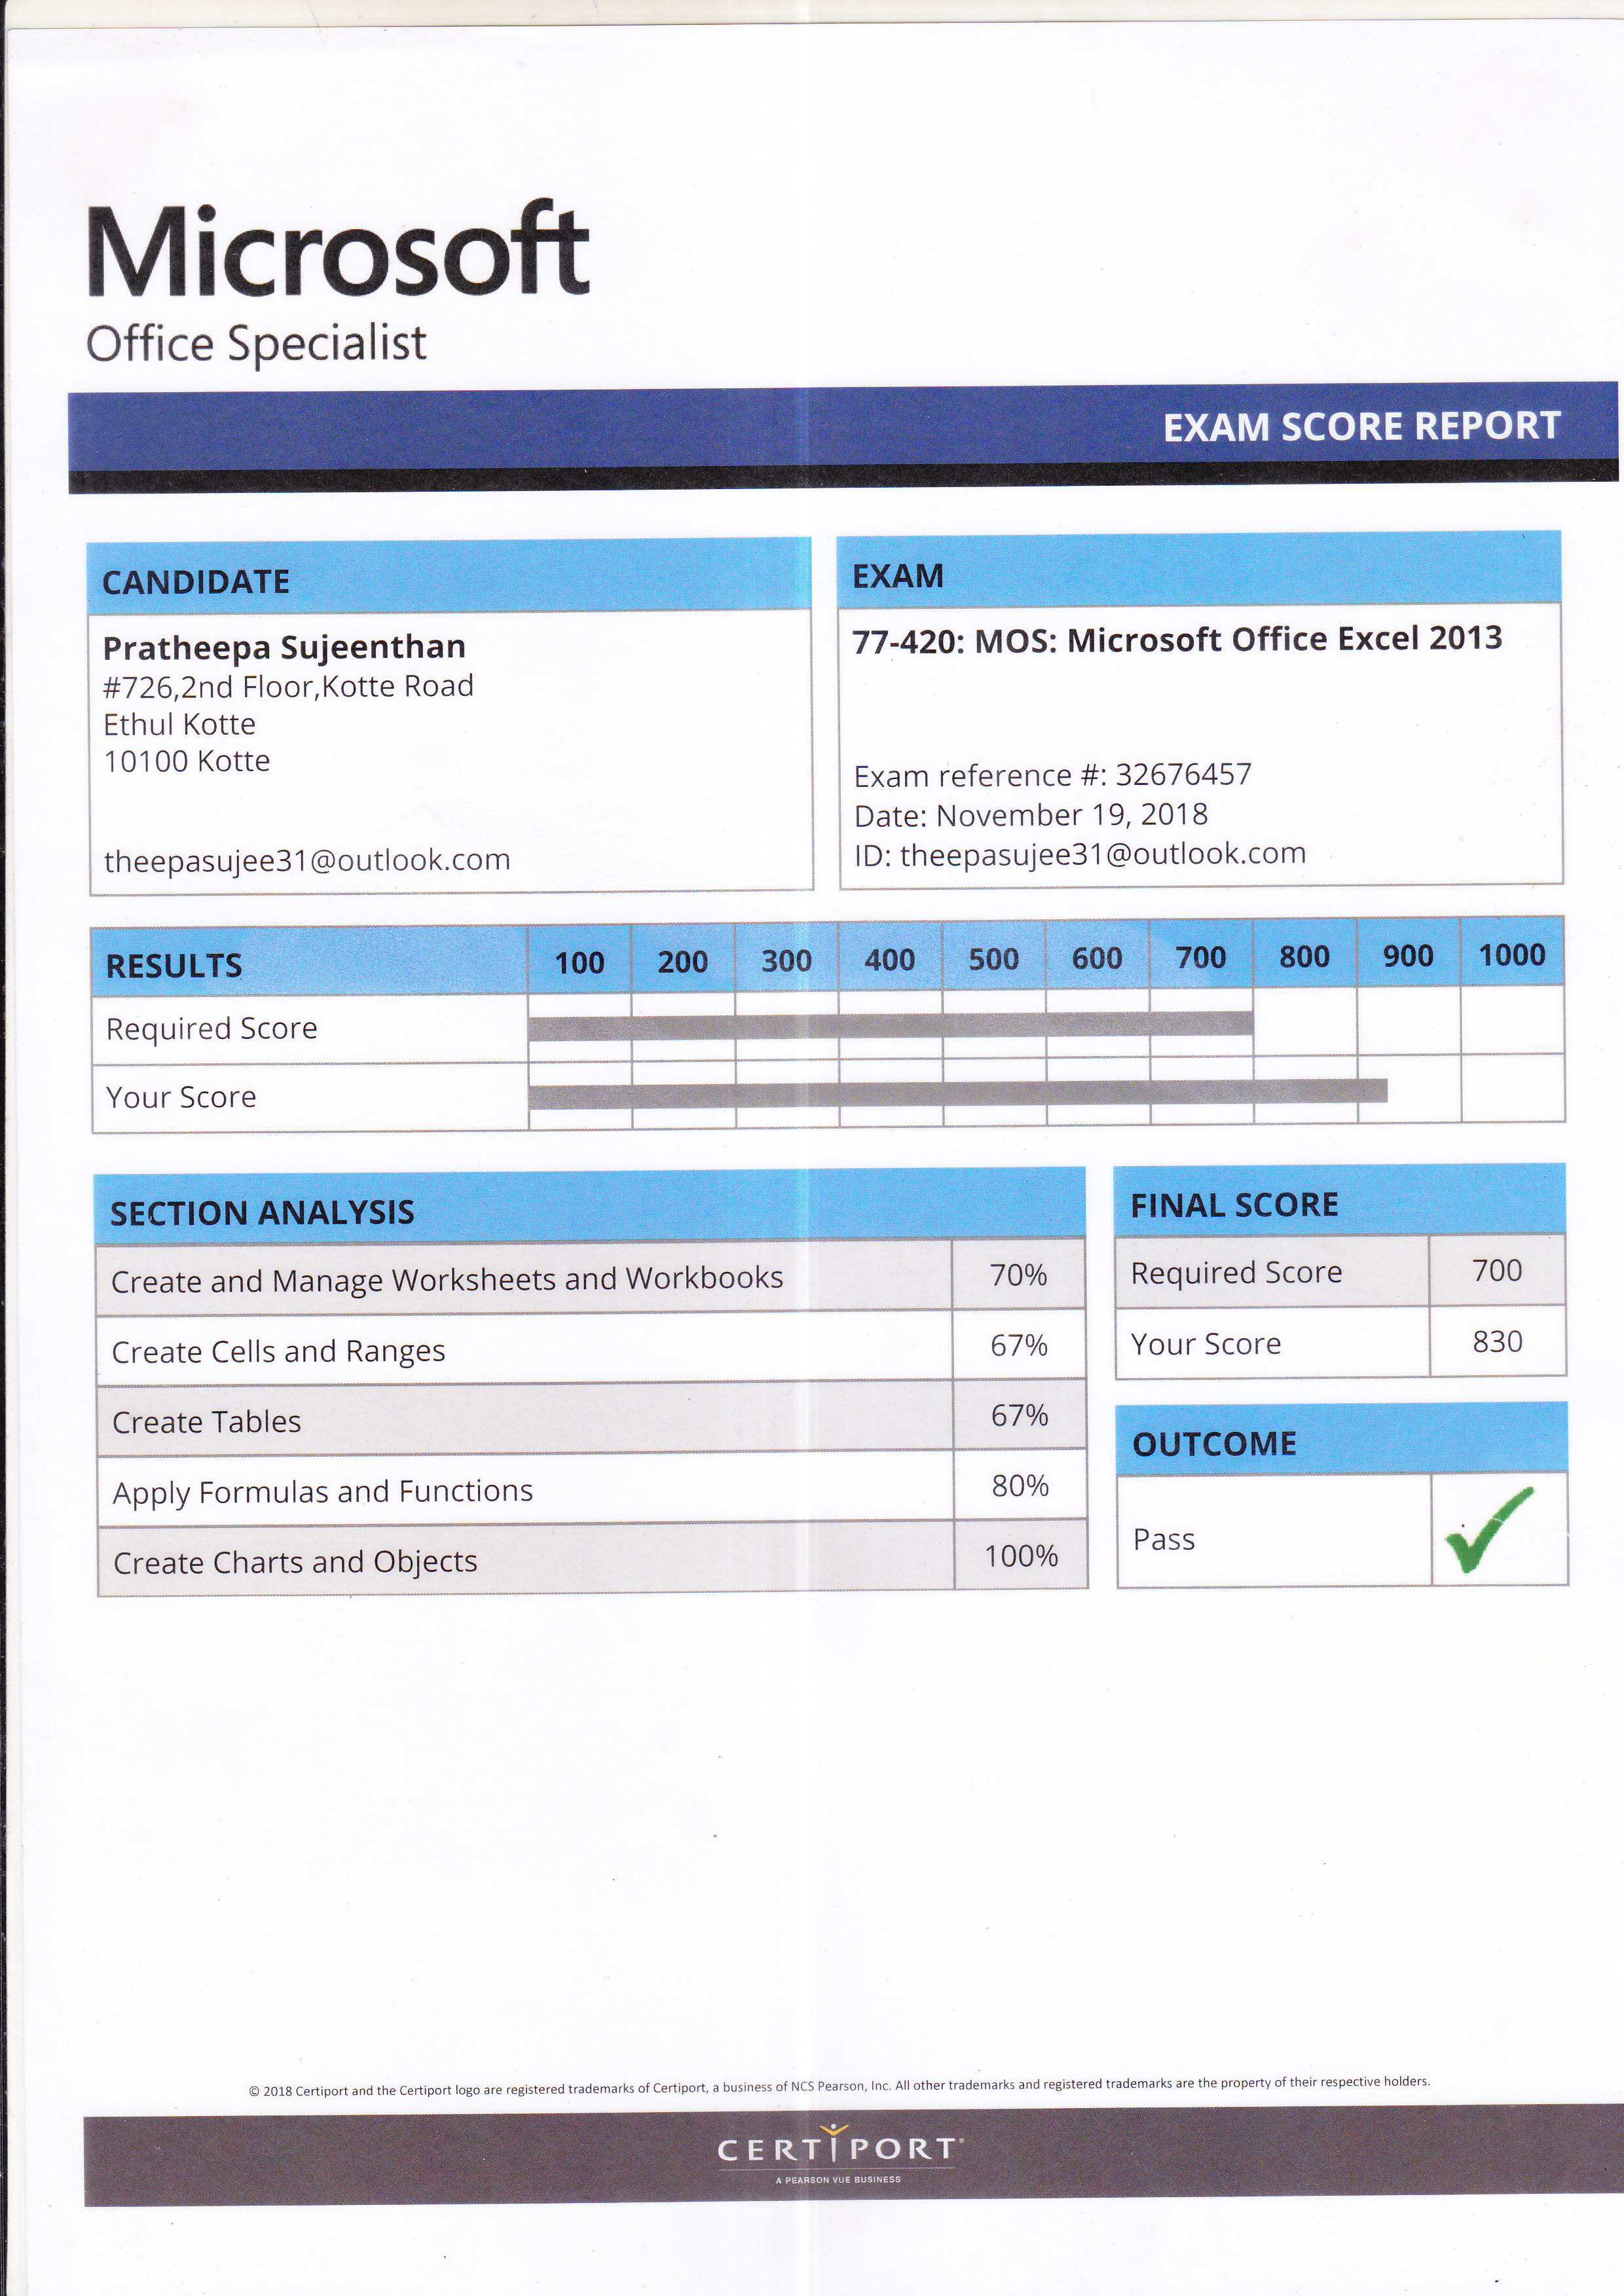 Microsoft
Office Specialist
EXAM SCORE REPORT
CANDIDATE
Pratheepa Sujeenthan
#726,2nd Floor,Kotte Road
Ethul Kotte
10100 Kotte
theepasujee31@outlook.com
EXAM
77-420: MOS: Microsoft Office Excel 2013
Exam reference #: 32676457
Date: November 19, 2018
ID: theepasujee31@outlook.com
RESULTS 100 200 300 400 500 600 700 800 900 1000
Required Score
Your Score
SECTION ANALYSIS
Create and Manage Worksheets and Workbooks 70%
Create Cells and Ranges 67%
Create Tables 67%
Apply Formulas and Functions 80%
Create Charts and Objects 100%
FINAL SCORE
Required Score 700
Your Score 830
OUTCOME
Pass
© 2018 Certiport and the Certiport logo are registered trademarks of Certiport, a business of NCS Pearson, Inc. All other trademarks and registered trademarks are the property of their respective holders.
CERTIPORT®
A PEARSON VUE BUSINESS